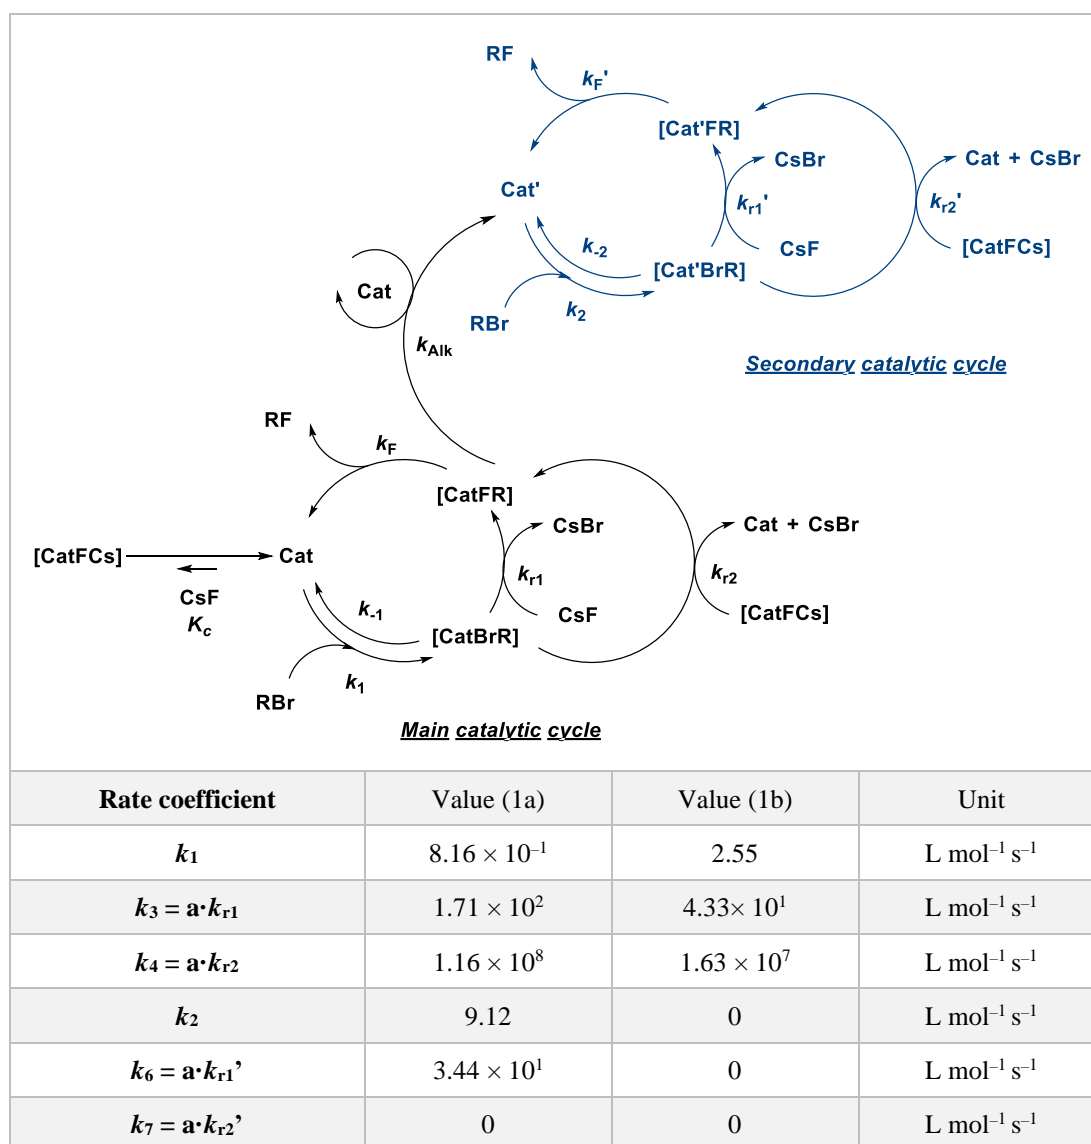 RF
kF'
[Cat'FR]
CsBr
Cat + CsBr
Cat'
kr1'
kr2'
k-2
CsF
[CatFCs]
[Cat'BrR]
Cat
RBr
k2
kAlk
Secondary catalytic cycle
RF
kF
[CatFR]
CsBr
Cat + CsBr
[CatFCs]
Cat
kr1
kr2
CsF
Kc
k-1
CsF
[CatFCs]
[CatBrR]
RBr
k1
Main catalytic cycle
Rate coefficient Value (1a) Value (1b) Unit
k1 8.16 × 10–1 2.55 L mol–1 s–1
k3 = a·kr1 1.71 × 102 4.33× 101 L mol–1 s–1
k4 = a·kr2 1.16 × 108 1.63 × 107 L mol–1 s–1
k2 9.12 0 L mol–1 s–1
k6 = a·kr1’ 3.44 × 101 0 L mol–1 s–1
k7 = a·kr2’ 0 0 L mol–1 s–1